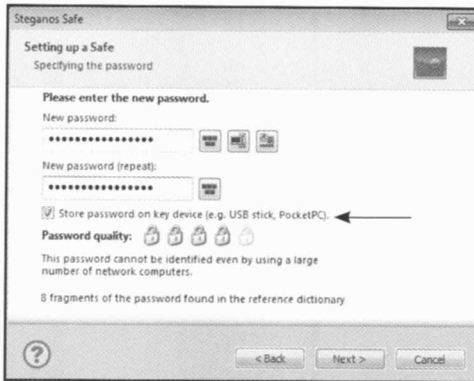 Steganos Safe
Setting up a Safe
Specifying the password
Please enter the new password.
New password:
••••••••••••••••
New password (repeat):
••••••••••••••••
Store password on key device (e.g. USB stick, PocketPC).
Password quality:
This password cannot be identified even by using a large
number of network computers.
8 fragments of the password found in the reference dictionary
? < Back Next > Cancel